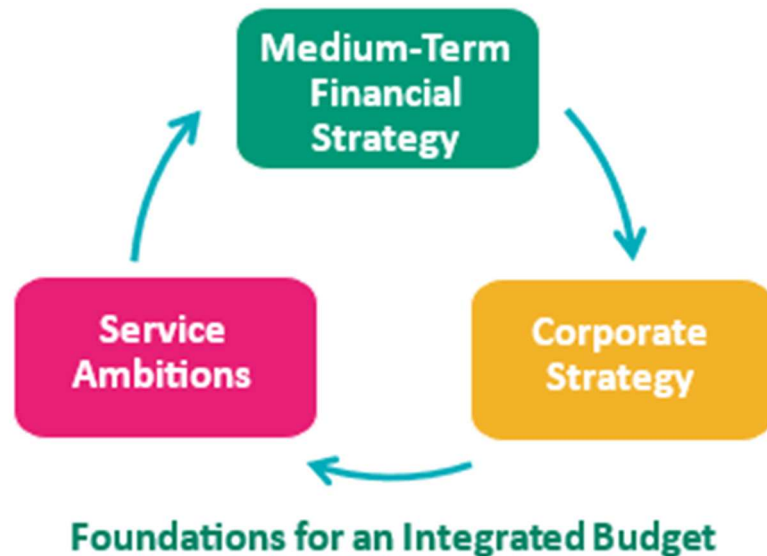 Medium-Term
Financial
Strategy
Service
Ambitions
Corporate
Strategy
Foundations for an Integrated Budget